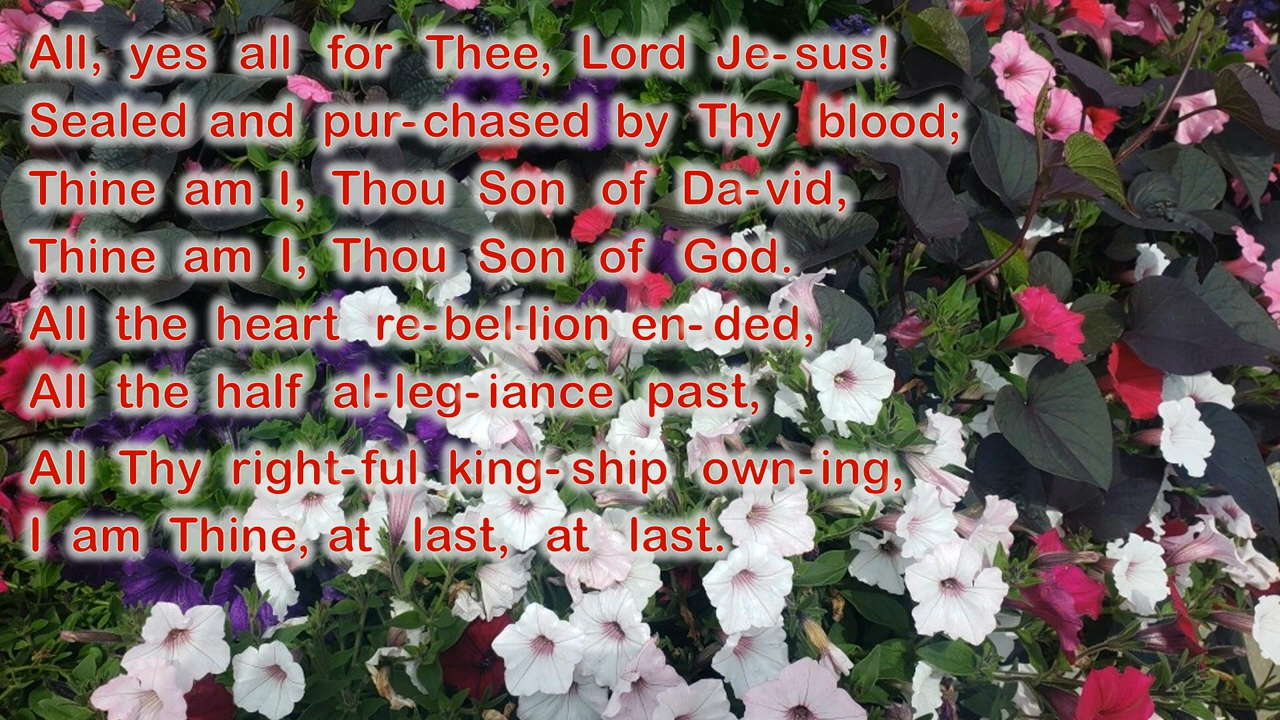 All, yes all for Thee, Lord Je-sus!
Sealed and pur-chased by Thy blood;
Thine am I, Thou Son of Da-vid,
Thine am I, Thou Son of God.
All the heart re-bel-lion en-ded,
All the half al-leg-iance past,
All Thy right-ful king-ship own-ing,
I am Thine, at last, at last.